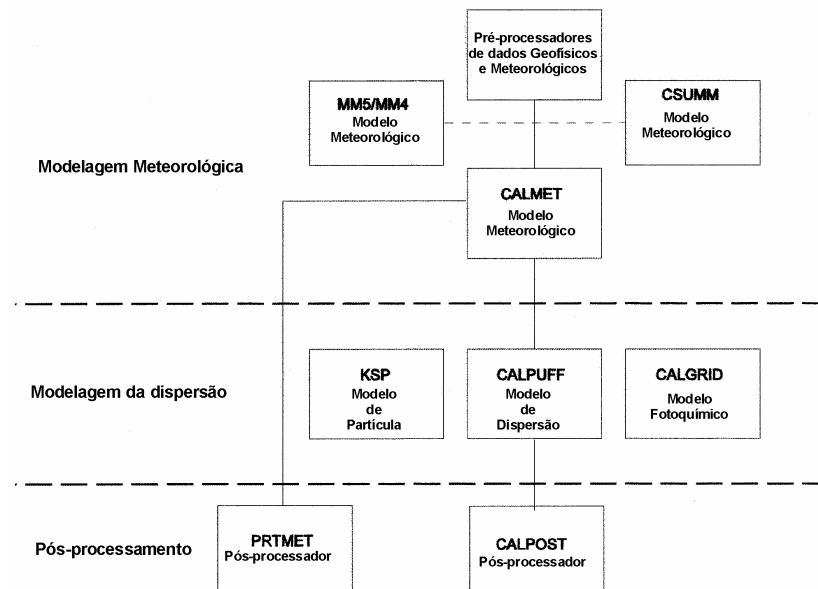 Pré-processadores
de dados Geofísicos
e Meteorológicos
MM5/MM4
Modelo
Meteorológico
CSUMM
Modelo
Meteorológico
Modelagem Meteorológica
CALMET
Modelo
Meteorológico
Modelagem da dispersão
KSP
Modelo
de
Partícula
CALPUFF
Modelo
de
Dispersão
CALGRID
Modelo
Fotoquímico
Pós-processamento
PRTMET
Pós-processador
CALPOST
Pós-processador